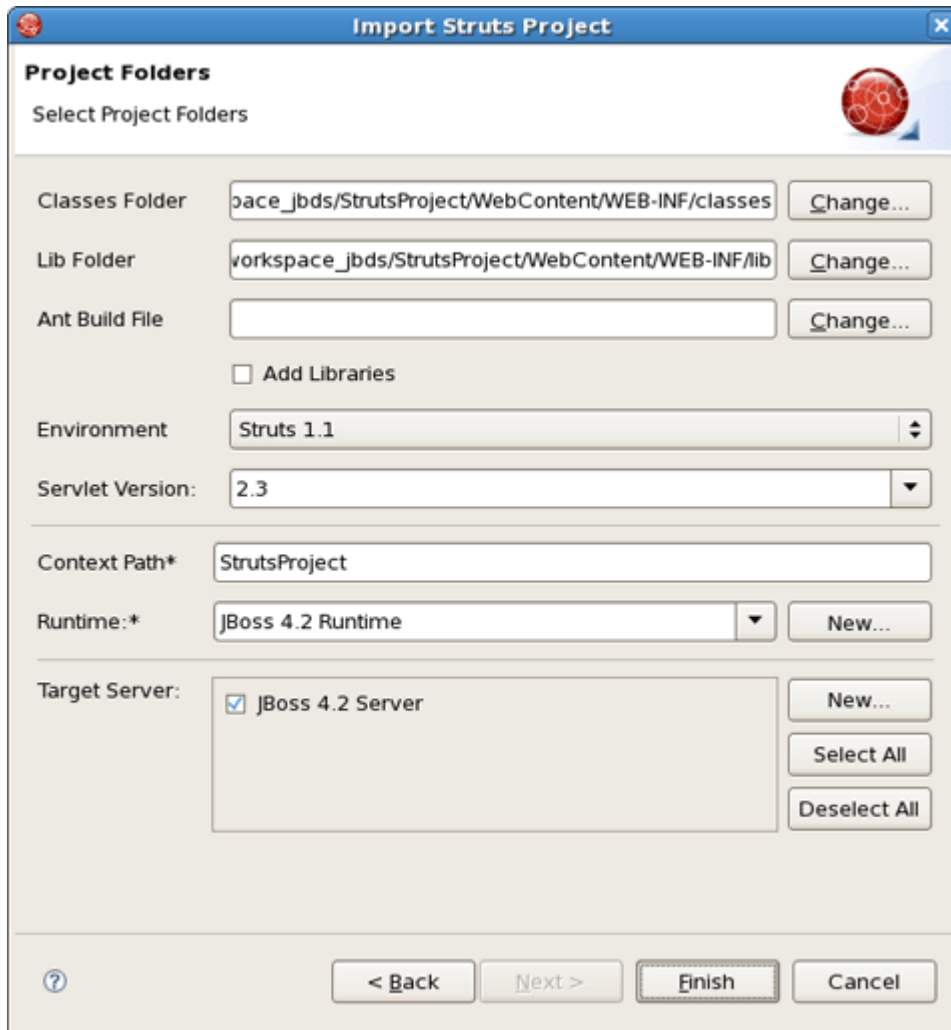 Import Struts Project
Project Folders
Select Project Folders
Classes Folder pace_jbds/StrutsProject/WebContent/WEB-INF/classes Change...
Lib Folder workspace_jbds/StrutsProject/WebContent/WEB-INF/lib Change...
Ant Build File Change...
Add Libraries
Environment Struts 1.1
Servlet Version: 2.3
Context Path* StrutsProject
Runtime:* JBoss 4.2 Runtime New...
Target Server: JBoss 4.2 Server New...
Select All
Deselect All
? < Back Next > Finish Cancel